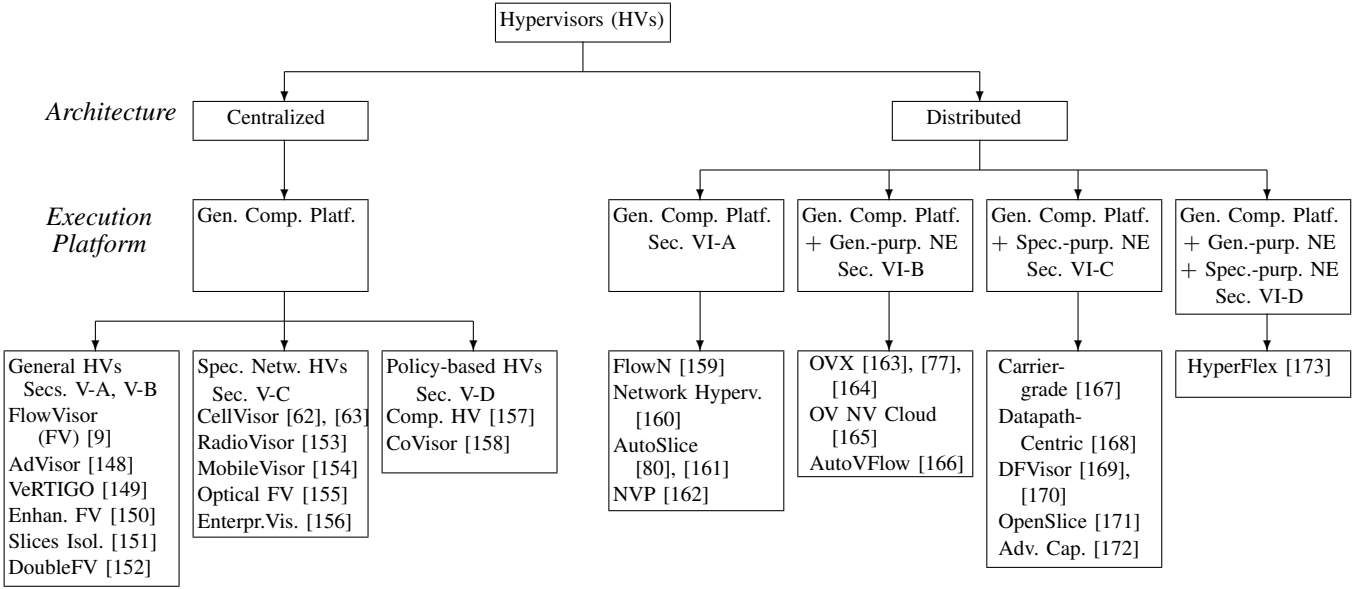 Hypervisors (HVs)
Architecture
Centralized
Distributed
Execution
Platform
Gen. Comp. Platf.
Gen. Comp. Platf.
Sec. VI-A
Gen. Comp. Platf.
+ Gen.-purp. NE
Sec. VI-B
Gen. Comp. Platf.
+ Spec.-purp. NE
Sec. VI-C
Gen. Comp. Platf.
+ Gen.-purp. NE
+ Spec.-purp. NE
Sec. VI-D
General HVs
Secs. V-A, V-B
FlowVisor
(FV) [9]
AdVisor [148]
VeRTIGO [149]
Enhan. FV [150]
Slices Isol. [151]
DoubleFV [152]
Spec. Netw. HVs
Sec. V-C
CellVisor [62], [63]
RadioVisor [153]
MobileVisor [154]
Optical FV [155]
Enterpr.Vis. [156]
Policy-based HVs
Sec. V-D
Comp. HV [157]
CoVisor [158]
FlowN [159]
Network Hyperv.
[160]
AutoSlice
[80], [161]
NVP [162]
OVX [163], [77],
[164]
OV NV Cloud
[165]
AutoVFlow [166]
Carrier-
grade [167]
Datapath-
Centric [168]
DFVisor [169],
[170]
OpenSlice [171]
Adv. Cap. [172]
HyperFlex [173]